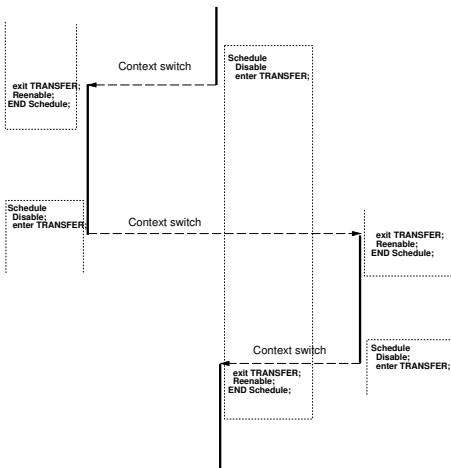 Context switch
Schedule
Disable
enter TRANSFER;
exit TRANSFER;
Reenable;
END Schedule;
Schedule
Disable;
enter TRANSFER;
Context switch
exit TRANSFER;
Reenable;
END Schedule;
Context switch
Schedule
Disable;
enter TRANSFER;
exit TRANSFER;
Reenable;
END Schedule;